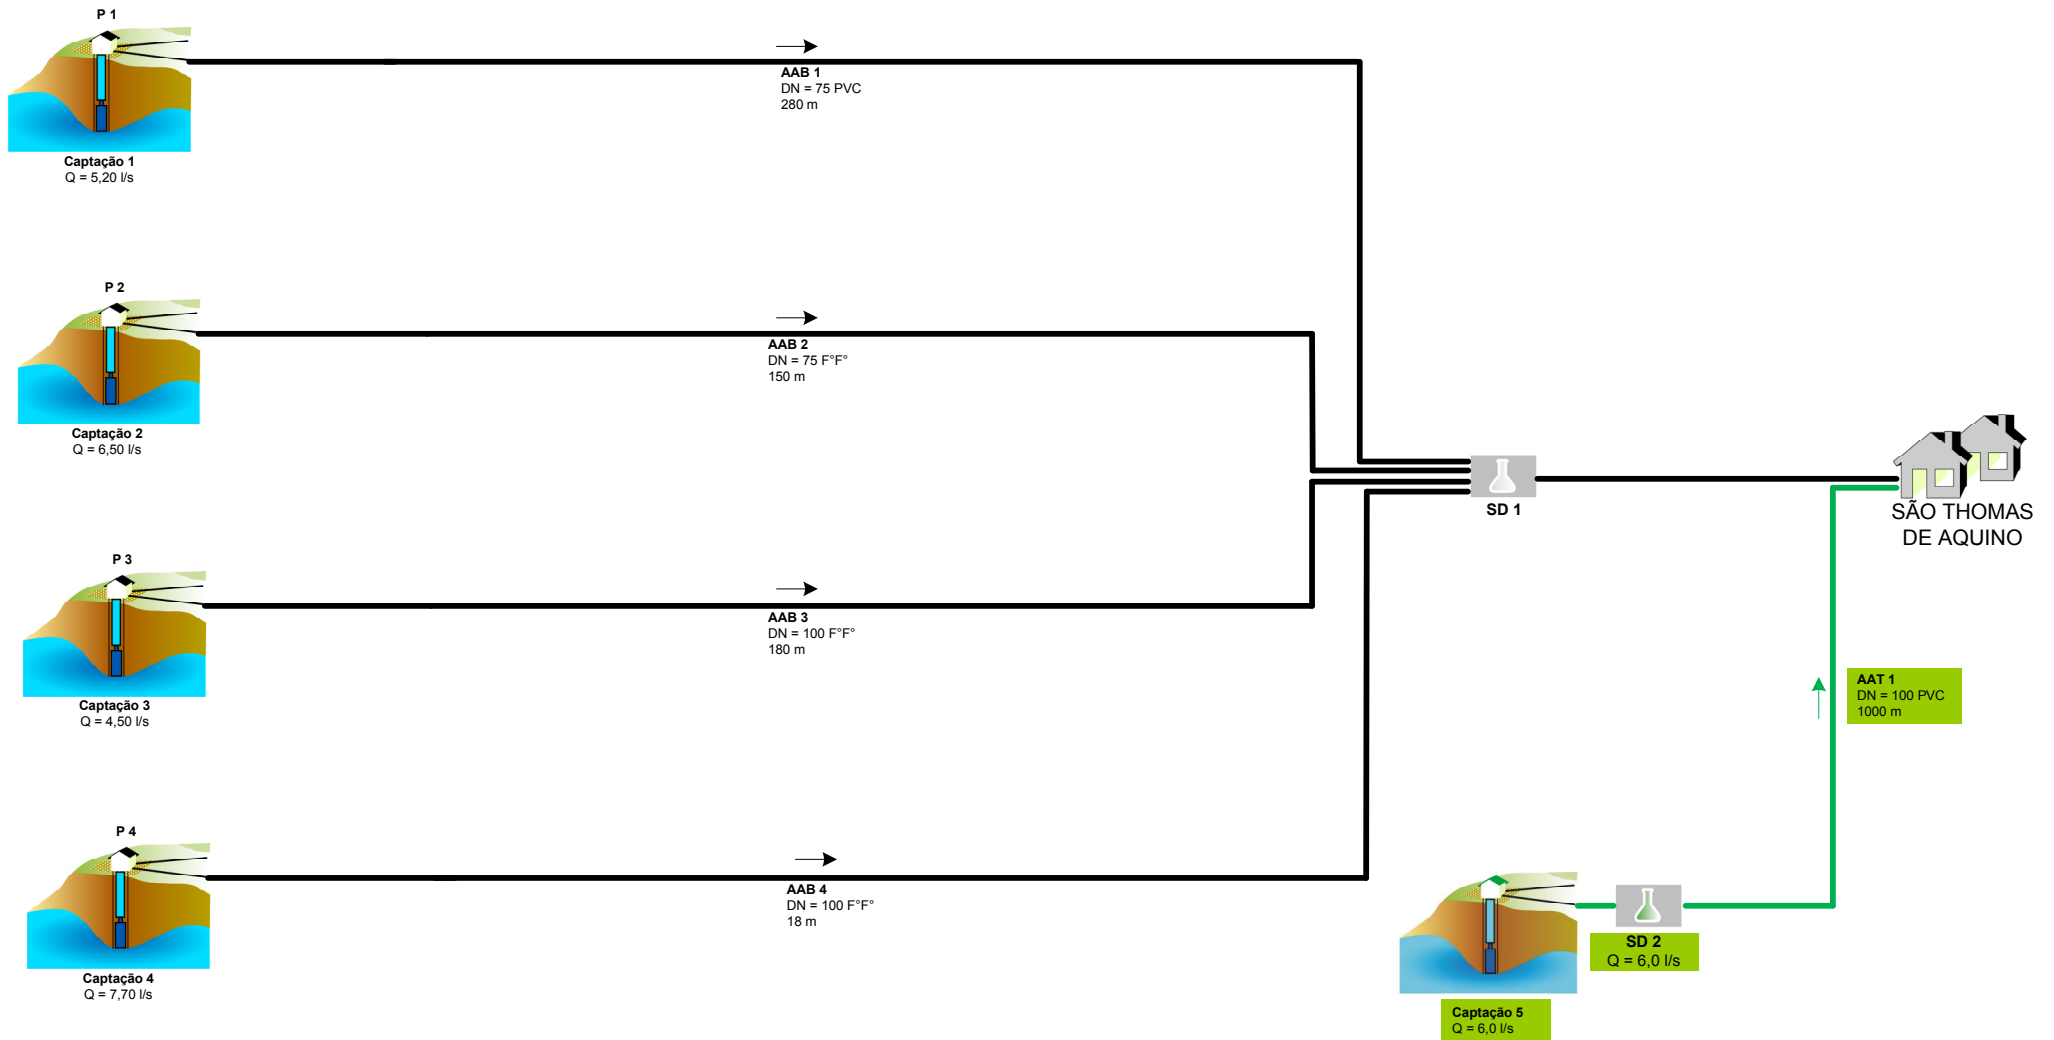 P 1
AAB 1
DN = 75 PVC
280 m
Captação 1
Q = 5,20 l/s
P 2
AAB 2
DN = 75 F°F°
150 m
Captação 2
Q = 6,50 l/s
SD 1
SÃO THOMAS
DE AQUINO
P 3
AAB 3
DN = 100 F°F°
180 m
Captação 3
Q = 4,50 l/s
AAT 1
DN = 100 PVC
1000 m
P 4
AAB 4
DN = 100 F°F°
18 m
Captação 4
Q = 7,70 l/s
SD 2
Q = 6,0 l/s
Captação 5
Q = 6,0 l/s